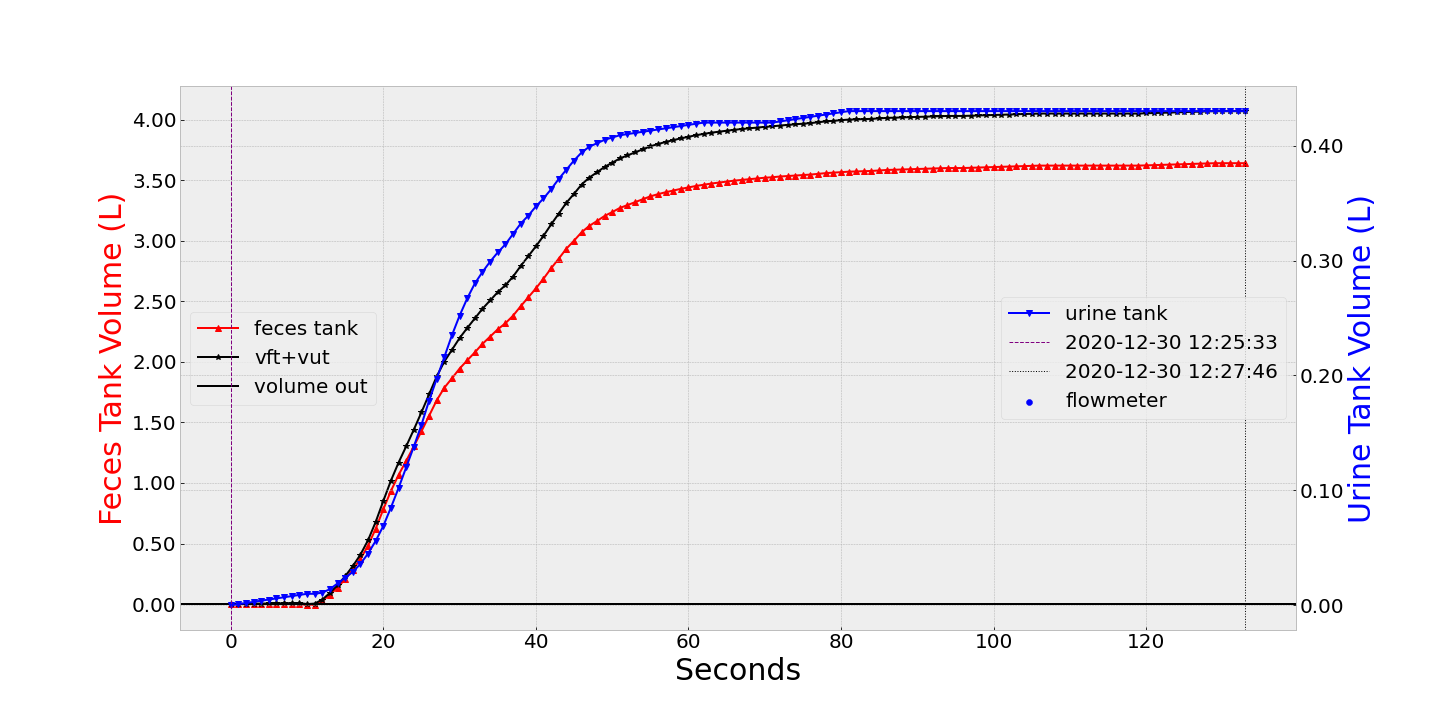 4.00
3.50
3.00
2.50
2.00
1.50
1.00
0.50
0.00
Feces Tank Volume (L)
feces tank
vft+vut
volume out
urine tank
2020-12-30 12:25:33
2020-12-30 12:27:46
flowmeter
0.40
0.30
0.20
0.10
0.00
Urine Tank Volume (L)
0 20 40 60 80 100 120
Seconds